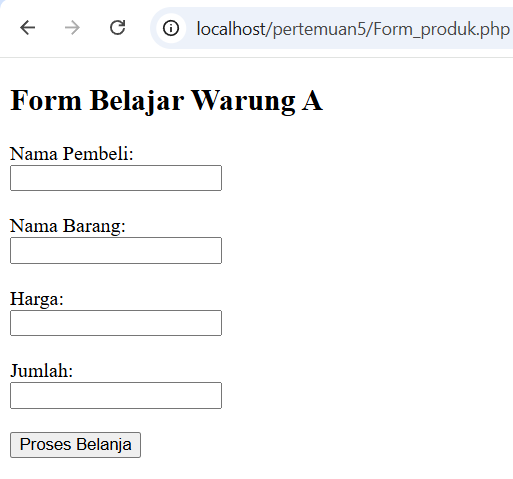 localhost/pertemuan5/Form_produk.php
Form Belajar Warung A
Nama Pembeli:
Nama Barang:
Harga:
Jumlah:
Proses Belanja